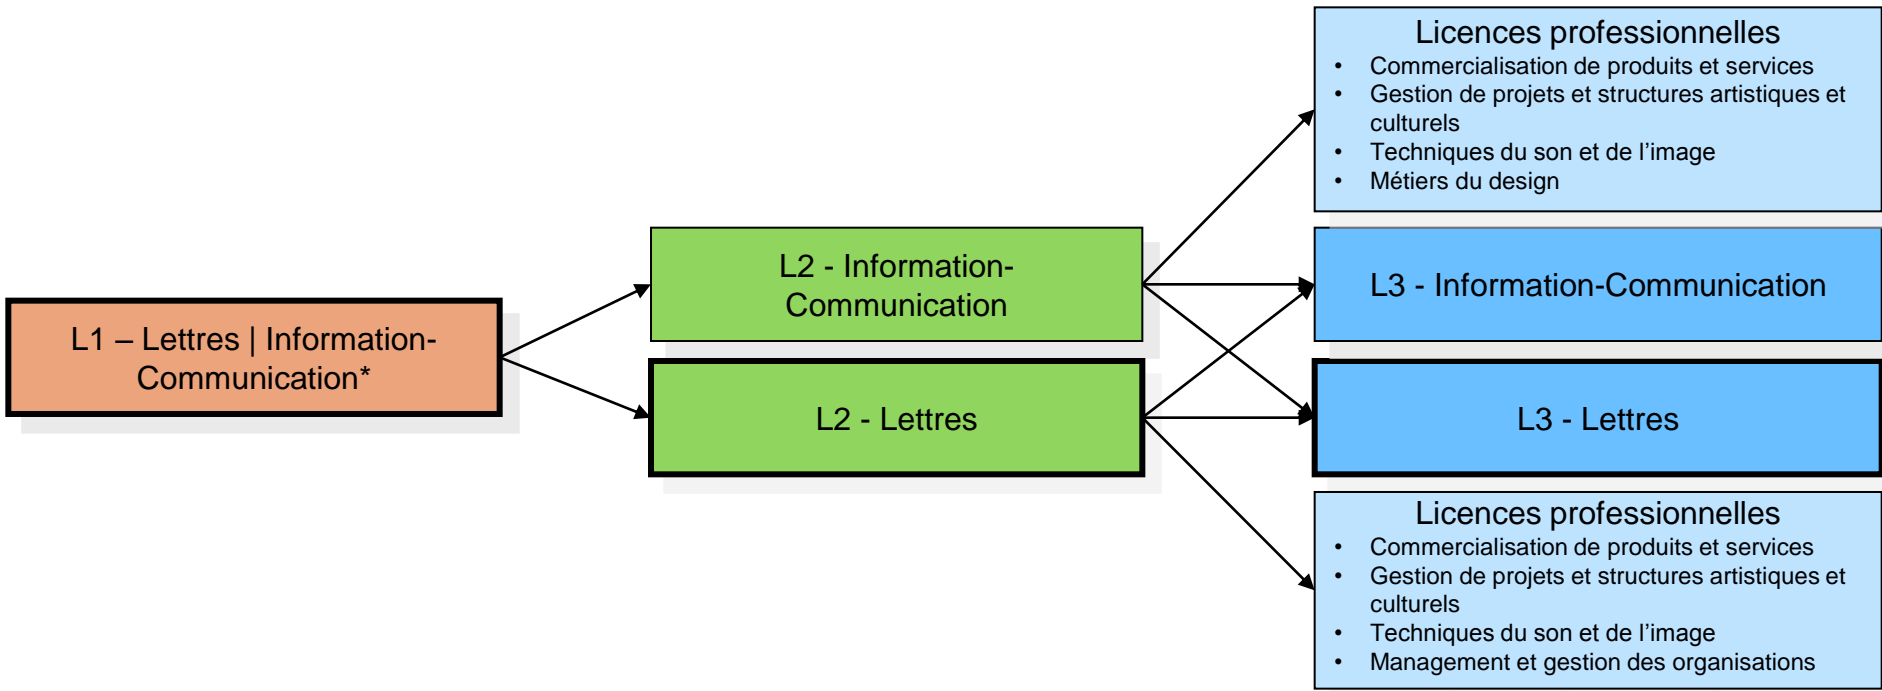 L1 – Lettres | Information-
Communication*
L2 - Information-
Communication
L2 - Lettres
Licences professionnelles
• Commercialisation de produits et services
• Gestion de projets et structures artistiques et
culturels
• Techniques du son et de l’image
• Métiers du design
L3 - Information-Communication
L3 - Lettres
Licences professionnelles
• Commercialisation de produits et services
• Gestion de projets et structures artistiques et
culturels
• Techniques du son et de l’image
• Management et gestion des organisations